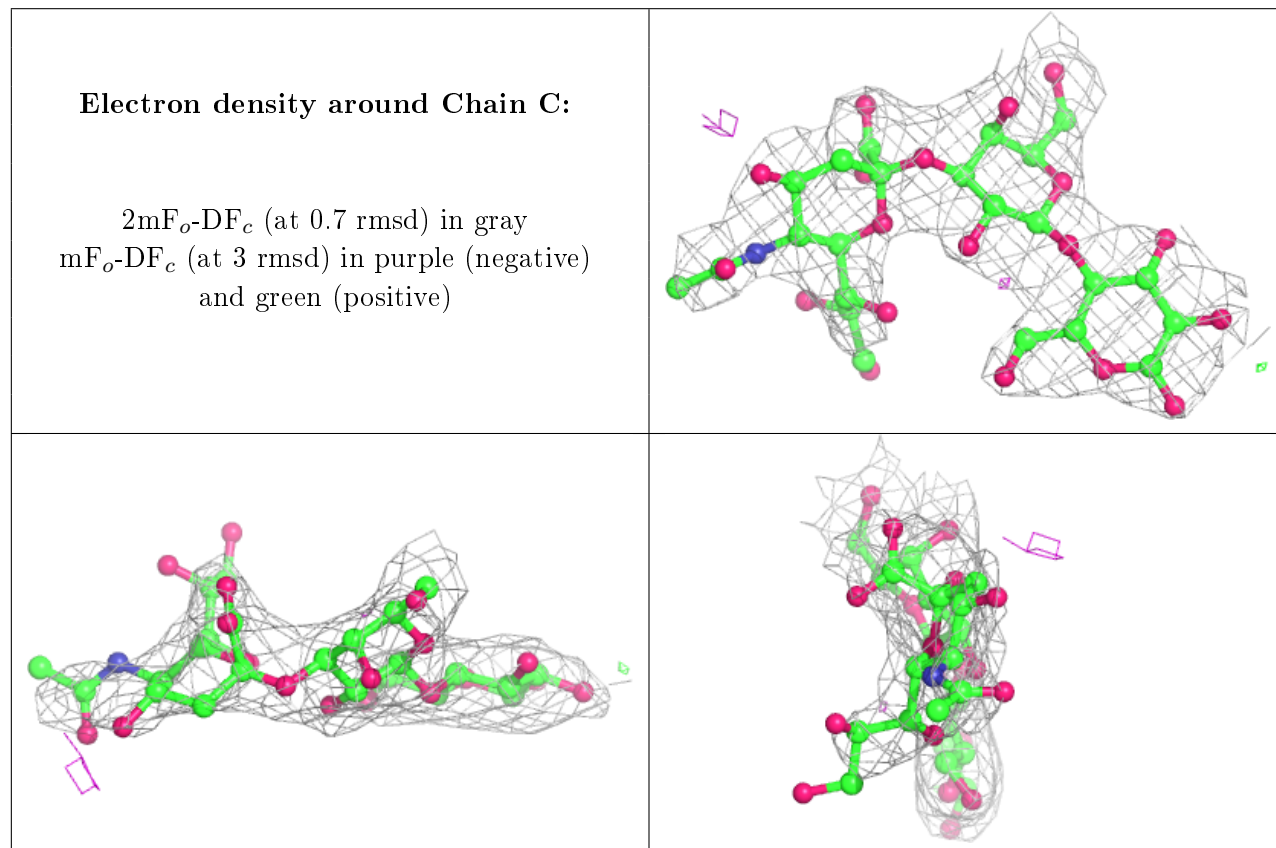 Electron density around Chain C:
2mFₒ-DF𝒸 (at 0.7 rmsd) in gray
mFₒ-DF𝒸 (at 3 rmsd) in purple (negative)
and green (positive)